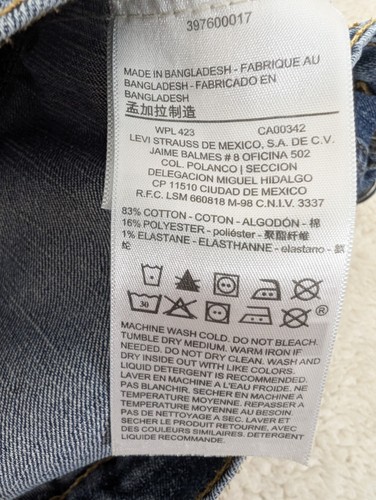 397600017
MADE IN BANGLADESH - FABRIQUE AU
BANGLADESH - FABRICADO EN
BANGLADESH
孟加拉制造
WPL 423 CA00342
LEVI STRAUSS DE MEXICO, S.A. DE C.V.
JAIME BALMES # 8 OFICINA 502
COL. POLANCO | SECCION
DELEGACION MIGUEL HIDALGO
CP 11510 CIUDAD DE MEXICO
R.F.C. LSM 660818 M-98 C.N.I.V. 3337
83% COTTON - COTON - ALGODÓN - 棉
16% POLYESTER - poliéster - 聚酯纤维
1% ELASTANE - ELASTHANNE - elastano - 氨
纶
30
®
MACHINE WASH COLD. DO NOT BLEACH.
TUMBLE DRY MEDIUM. WARM IRON IF
NEEDED. DO NOT DRY CLEAN. WASH AND
DRY INSIDE OUT WITH LIKE COLORS.
LIQUID DETERGENT IS RECOMMENDED.
LAVER EN MACHINE À L'EAU FROIDE. NE
PAS BLANCHIR. SECHER EN MACHINE À
TEMPERATURE MOYENNE. REPASSER A
TEMPERATURE MOYENNE AU BESOIN.
PAS DE NETTOYAGE A SEC. LAVER ET
SÉCHER LE PRODUIT RETOURNE, AVEC
DES COULEURS SIMILAIRES. DETERGENT
LIQUIDE RECOMMANDÉ.